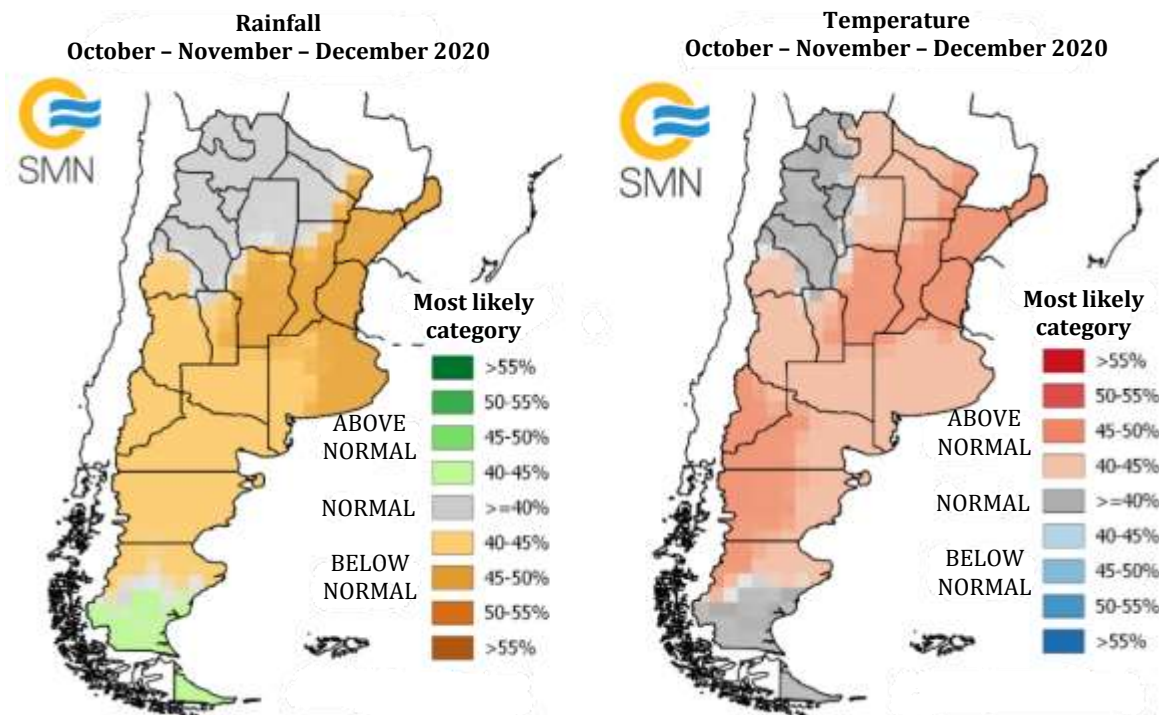 Rainfall
October – November – December 2020
SMN
Most likely
category
>55%
50-55%
45-50%
ABOVE
NORMAL
40-45%
NORMAL
>=40%
40-45%
BELOW
NORMAL
45-50%
50-55%
>55%
Temperature
October – November – December 2020
SMN
Most likely
category
>55%
50-55%
45-50%
ABOVE
NORMAL
40-45%
NORMAL
>=40%
40-45%
BELOW
NORMAL
45-50%
50-55%
>55%